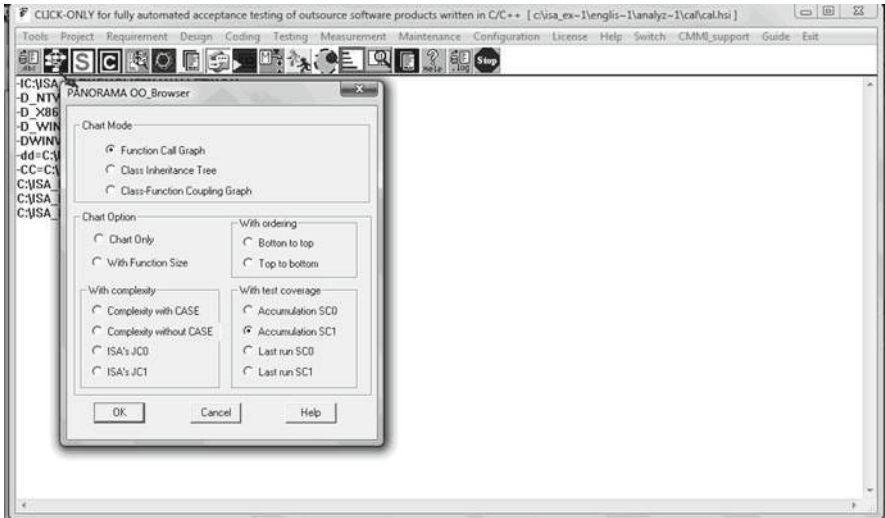 CLICK-ONLY for fully automated acceptance testing of outsource software products written in C/C++ [ c:\isa_ex~1\englis~1\analyz~1\cal\cal.hsi ]
Tools Project Requirement Design Coding Testing Measurement Maintenance Configuration License Help Switch CMMI_support Guide Exit
S C Help .log Stop
-IC:\ISA
-D_NTV
-D_X86
-D_WIN
-DWINV
-dd=C:\
-CC=C:\
C:\ISA_
C:\ISA_
C:\ISA_
PANORAMA OO_Browser
Chart Mode
Function Call Graph
Class Inheritance Tree
Class-Function Coupling Graph
Chart Option
Chart Only
With Function Size
With ordering
Botton to top
Top to bottom
With complexity
Complexity with CASE
Complexity without CASE
ISA's JC0
ISA's JC1
With test coverage
Accumulation SC0
Accumulation SC1
Last run SC0
Last run SC1
OK Cancel Help